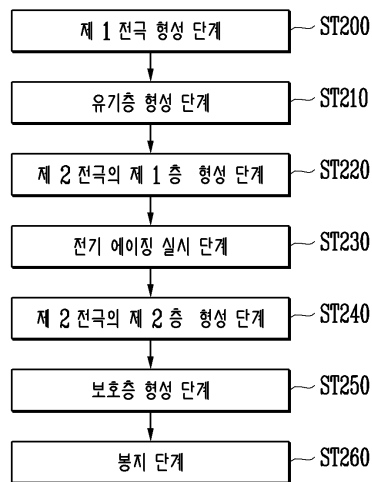 제 1 전극 형성 단계 ST200
유기층 형성 단계 ST210
제 2 전극의 제 1 층 형성 단계 ST220
전기 에이징 실시 단계 ST230
제 2 전극의 제 2 층 형성 단계 ST240
보호층 형성 단계 ST250
봉지 단계 ST260